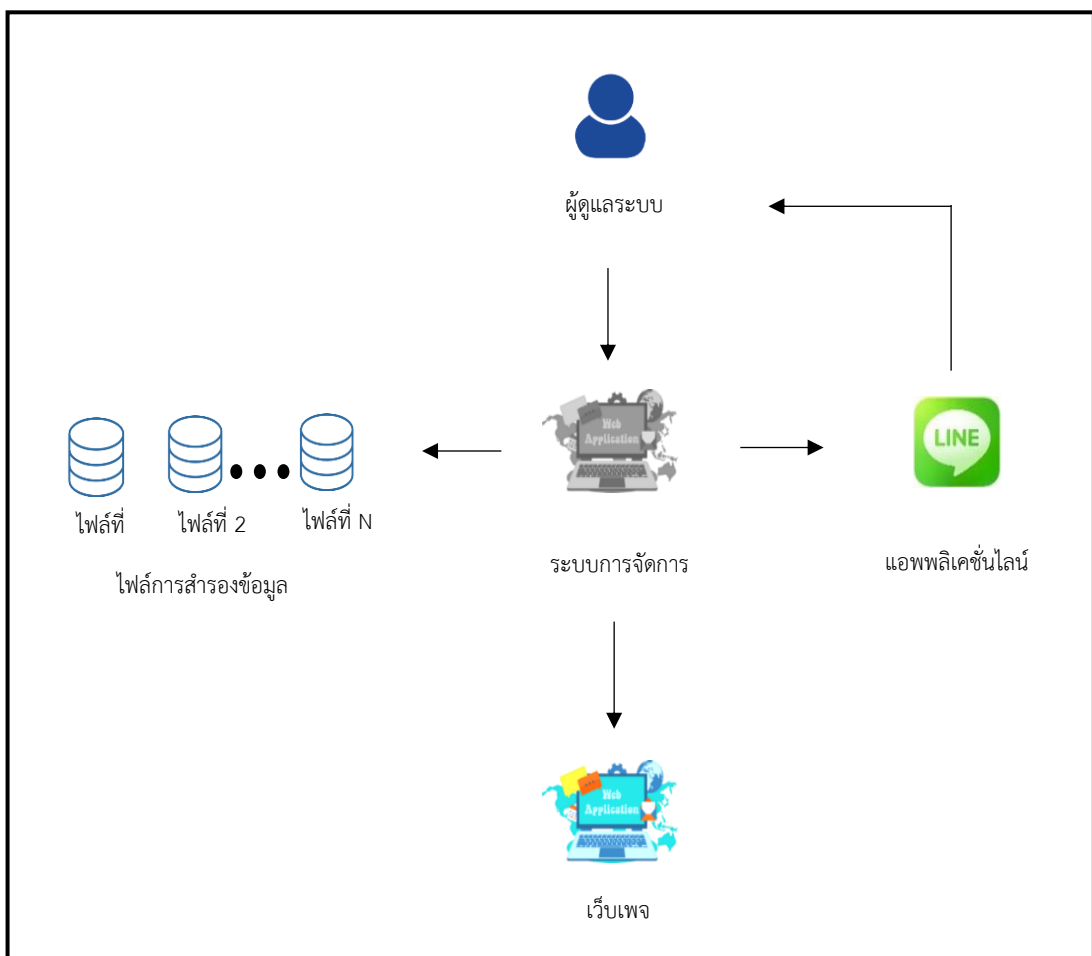 ผู้ดูแลระบบ
Web
Application
LINE
ไฟล์ที่
ไฟล์ที่ 2
ไฟล์ที่ N
ไฟล์การสำรองข้อมูล
ระบบการจัดการ
แอพพลิเคชั่นไลน์
Web
Application
เว็บเพจ